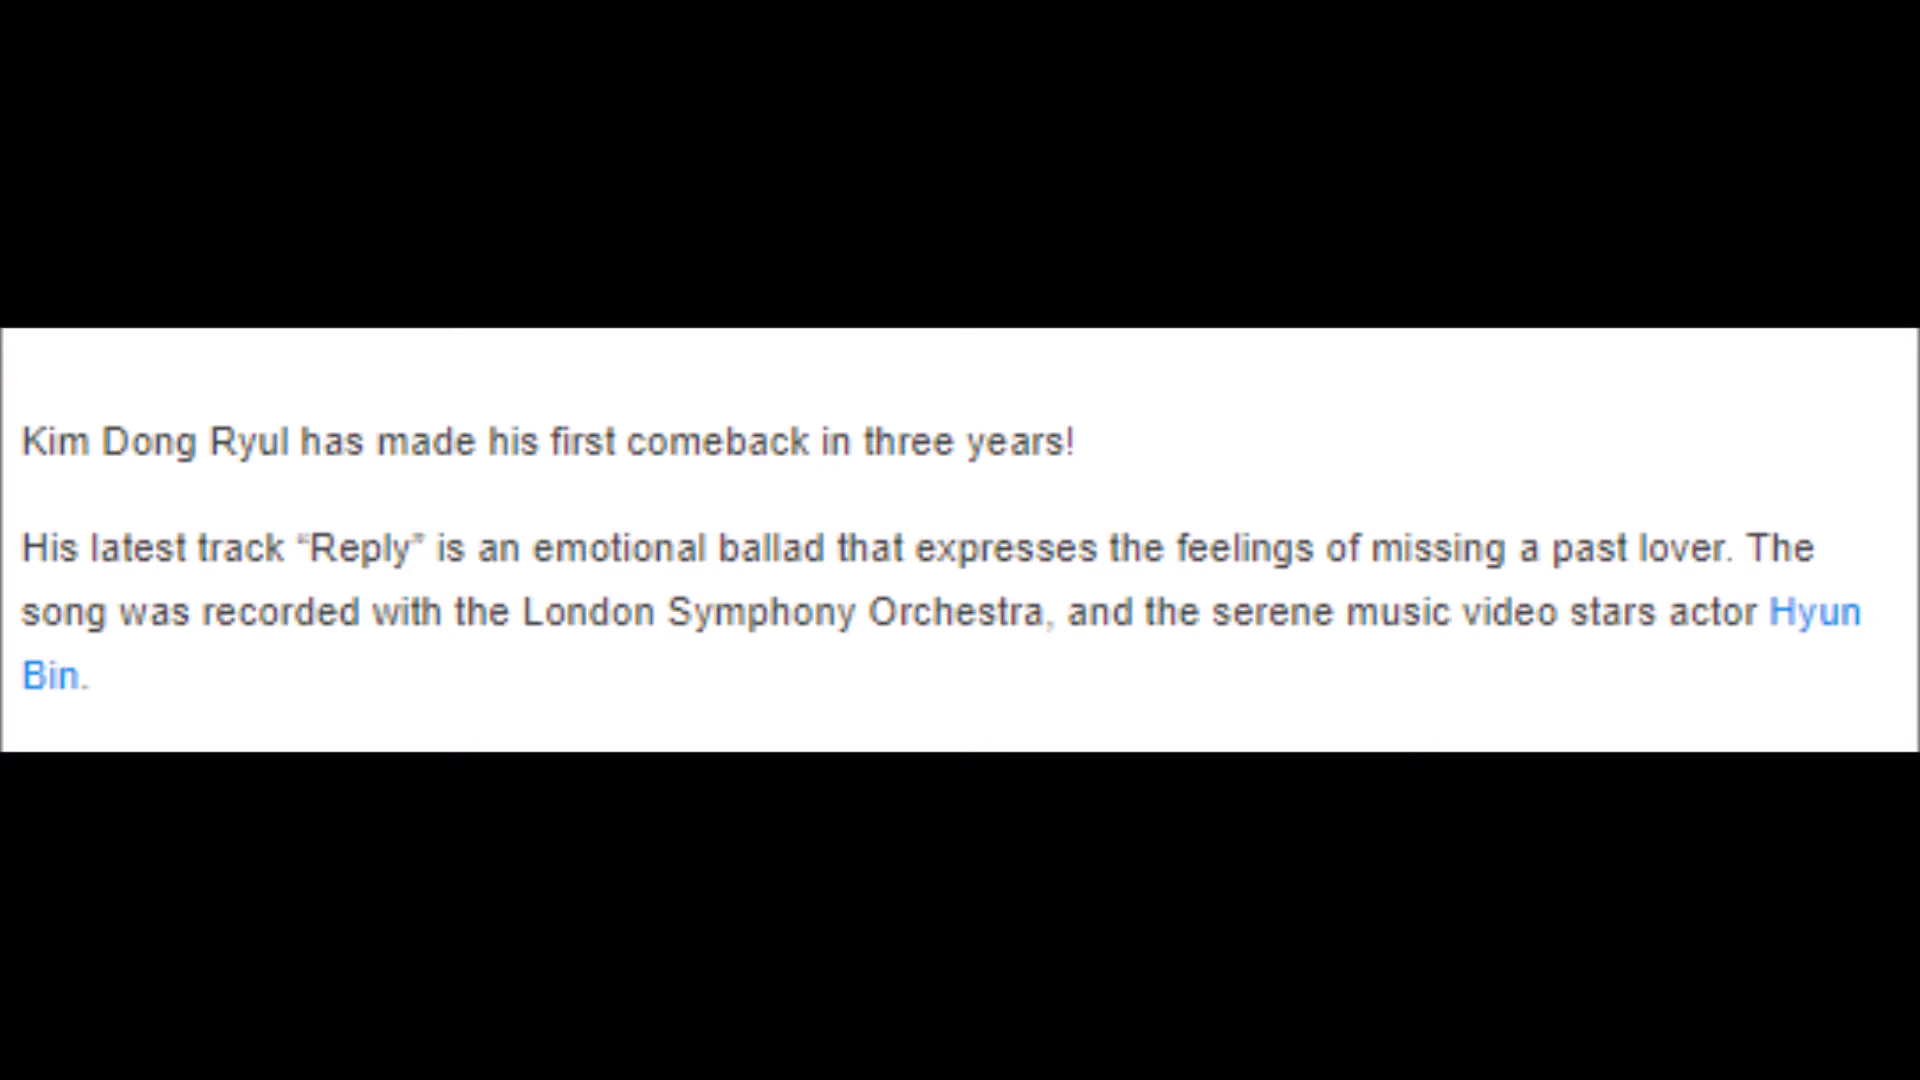 Kim Dong Ryul has made his first comeback in three years!
His latest track “Reply” is an emotional ballad that expresses the feelings of missing a past lover. The
song was recorded with the London Symphony Orchestra, and the serene music video stars actor Hyun
Bin.